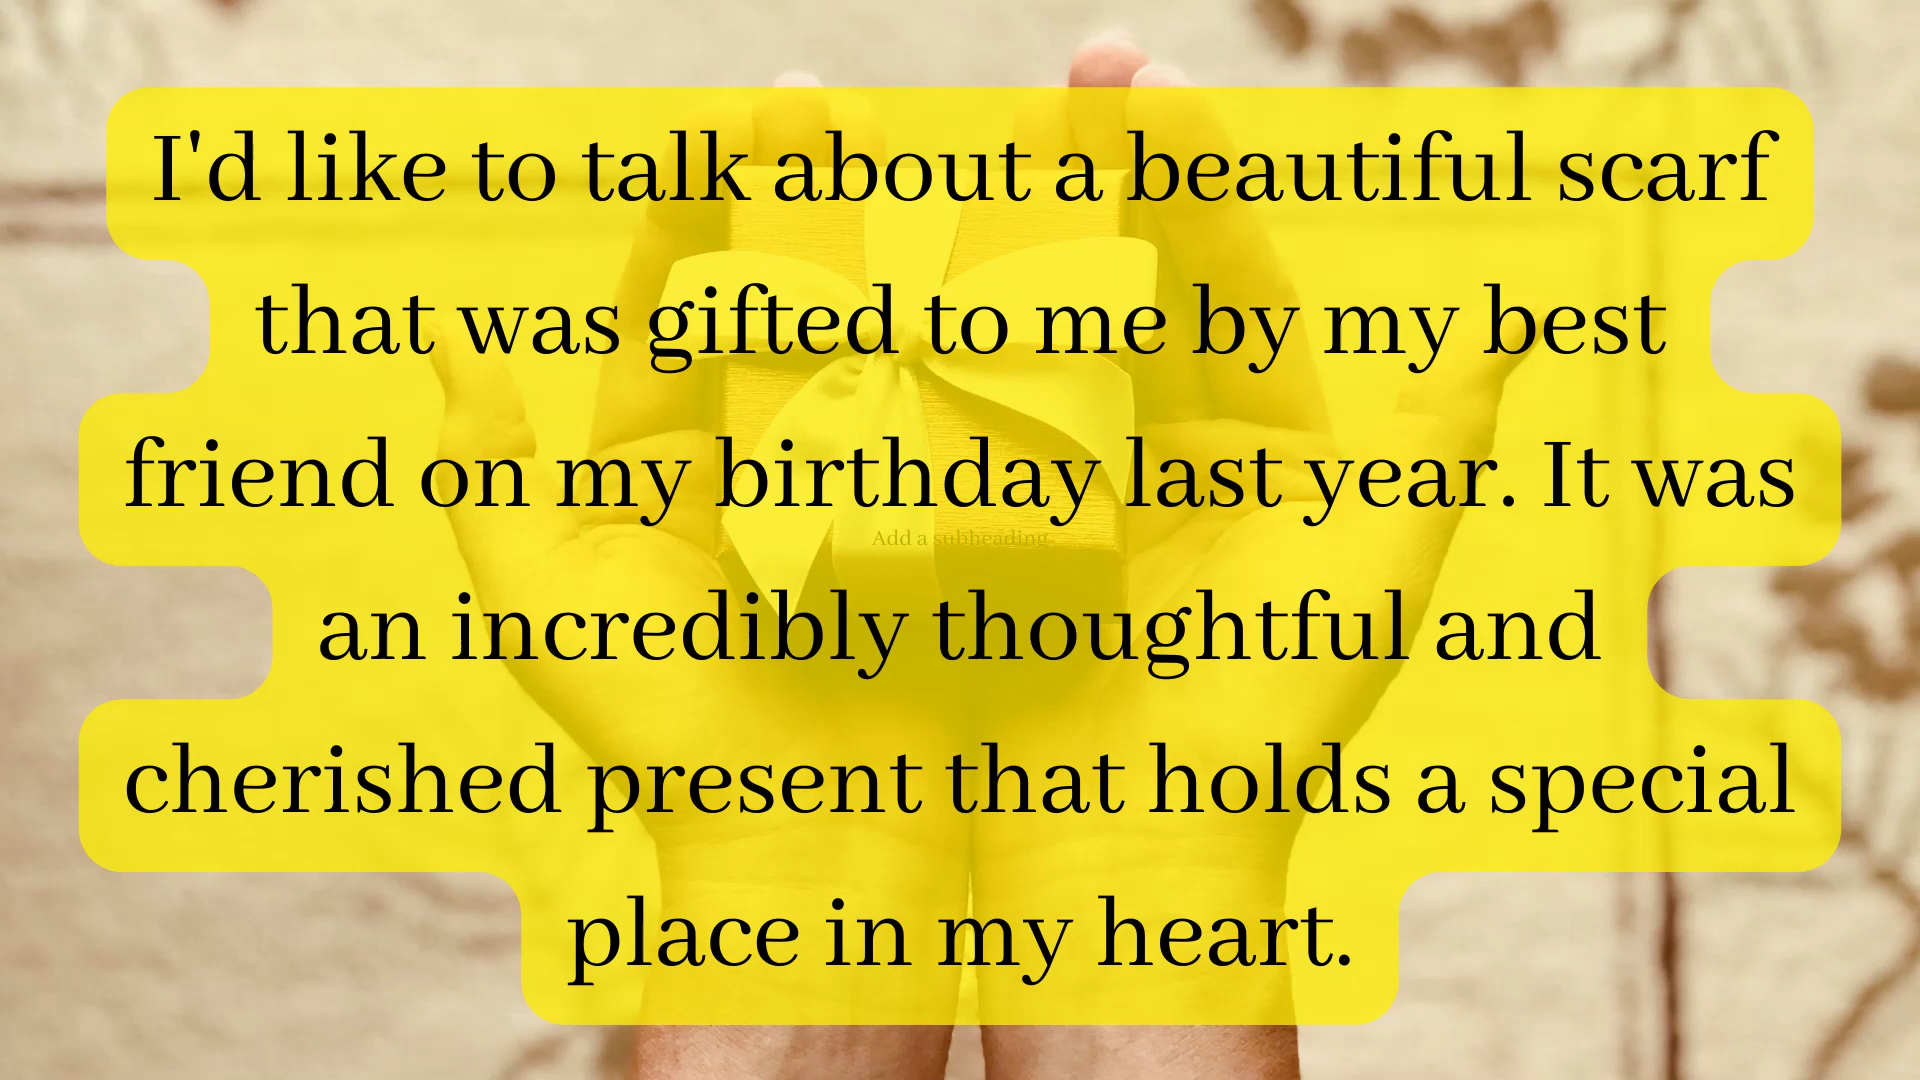 I'd like to talk about a beautiful scarf
that was gifted to me by my best
friend on my birthday last year. It was
Add a subheading
an incredibly thoughtful and
cherished present that holds a special
place in my heart.